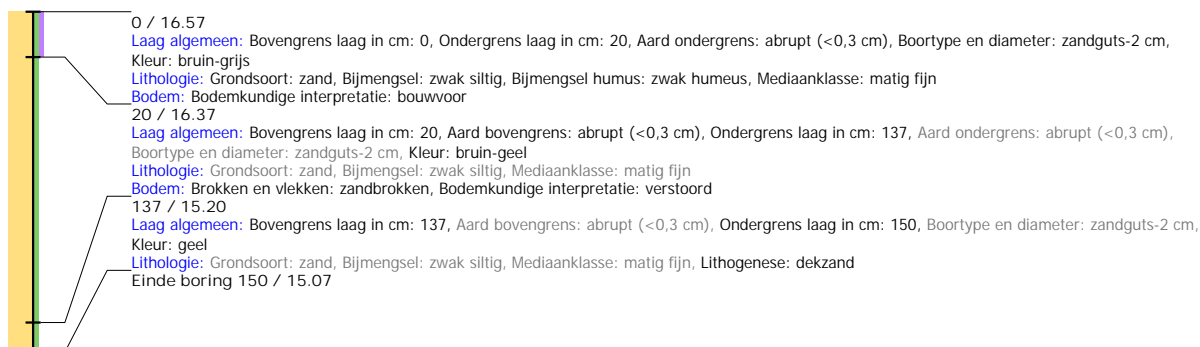 0 / 16.57
Laag algemeen: Bovengrens laag in cm: 0, Ondergrens laag in cm: 20, Aard ondergrens: abrupt (<0,3 cm), Boortype en diameter: zandguts-2 cm,
Kleur: bruin-grijs
Lithologie: Grondsoort: zand, Bijmengsel: zwak siltig, Bijmengsel humus: zwak humeus, Mediaanklasse: matig fijn
Bodem: Bodemkundige interpretatie: bouwvoor
20 / 16.37
Laag algemeen: Bovengrens laag in cm: 20, Aard bovengrens: abrupt (<0,3 cm), Ondergrens laag in cm: 137, Aard ondergrens: abrupt (<0,3 cm),
Boortype en diameter: zandguts-2 cm, Kleur: bruin-geel
Lithologie: Grondsoort: zand, Bijmengsel: zwak siltig, Mediaanklasse: matig fijn
Bodem: Brokken en vlekken: zandbrokken, Bodemkundige interpretatie: verstoord
137 / 15.20
Laag algemeen: Bovengrens laag in cm: 137, Aard bovengrens: abrupt (<0,3 cm), Ondergrens laag in cm: 150, Boortype en diameter: zandguts-2 cm,
Kleur: geel
Lithologie: Grondsoort: zand, Bijmengsel: zwak siltig, Mediaanklasse: matig fijn, Lithogenese: dekzand
Einde boring 150 / 15.07